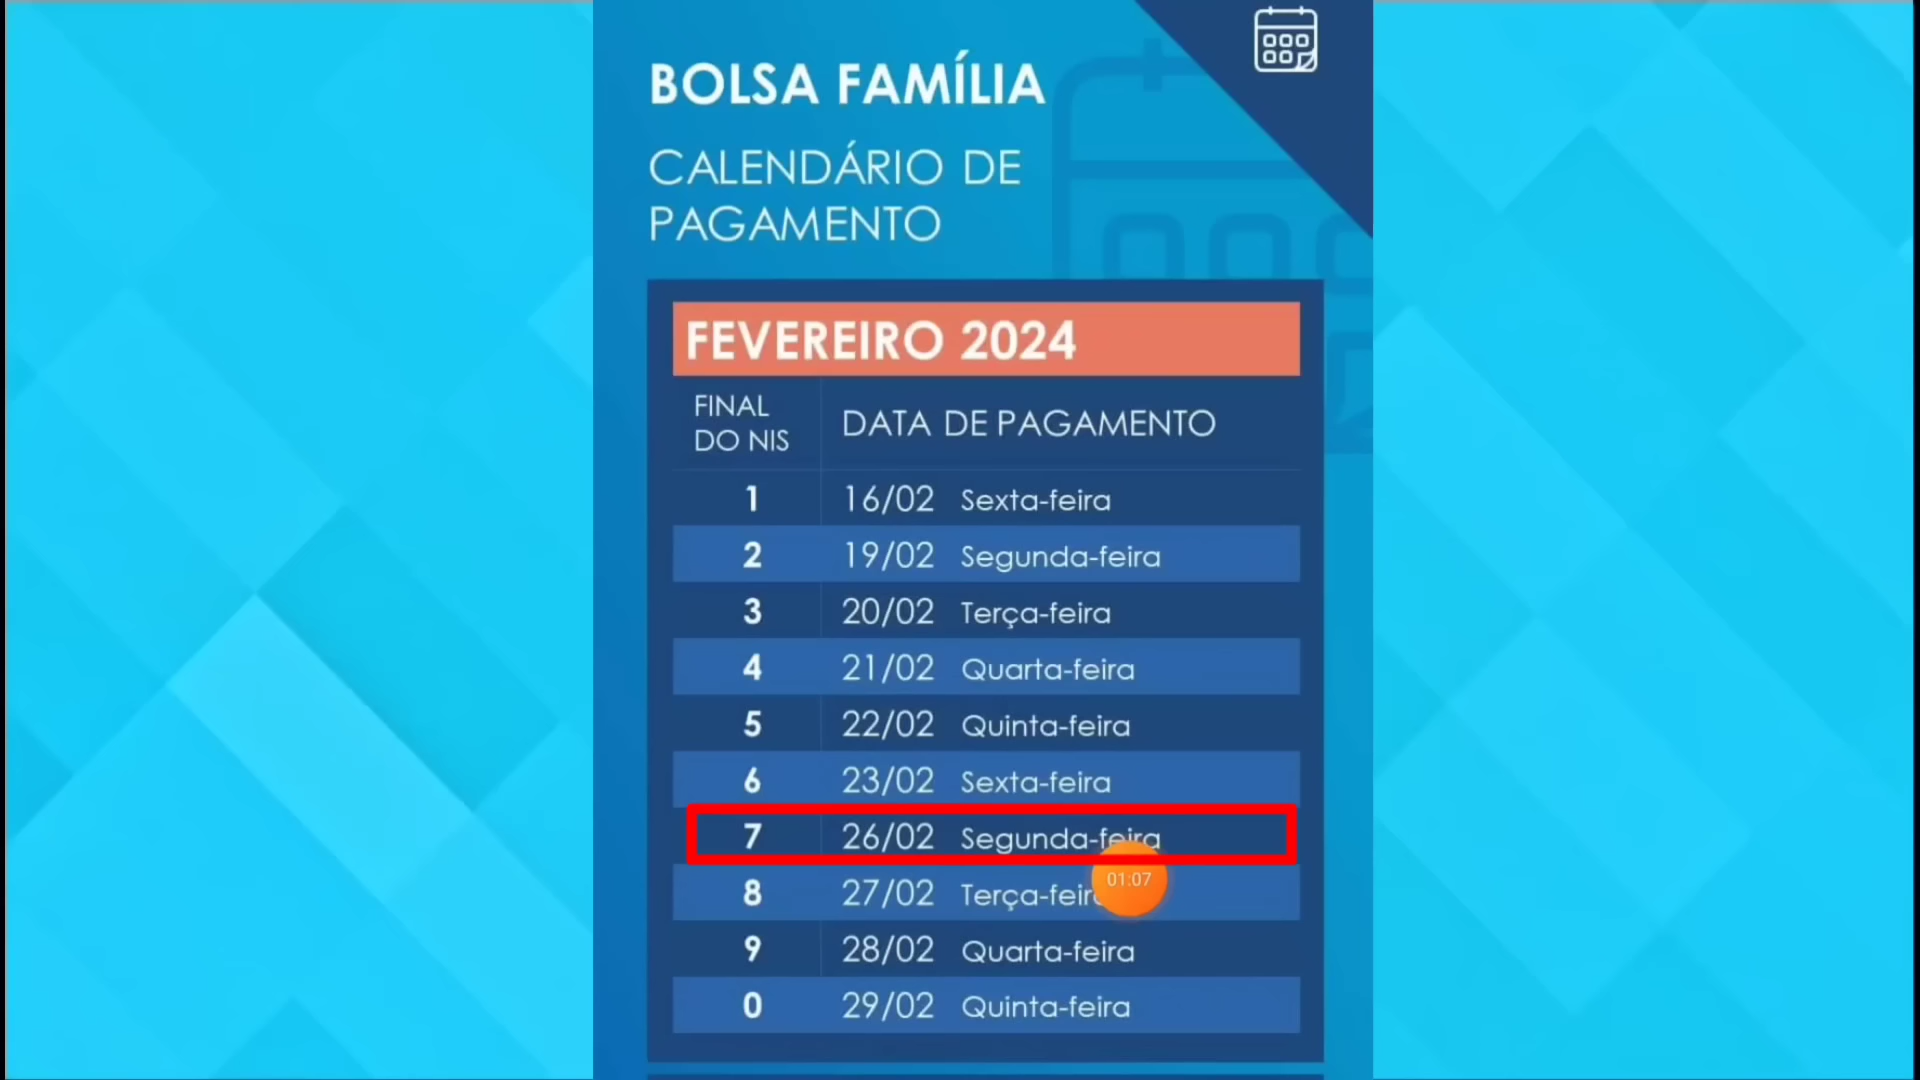 BOLSA FAMÍLIA
CALENDÁRIO DE
PAGAMENTO
FEVEREIRO 2024
FINAL
DO NIS
DATA DE PAGAMENTO
1 16/02 Sexta-feira
2 19/02 Segunda-feira
3 20/02 Terça-feira
4 21/02 Quarta-feira
5 22/02 Quinta-feira
6 23/02 Sexta-feira
7 26/02 Segunda-feira
8 27/02 Terça-feira
01:07
9 28/02 Quarta-feira
0 29/02 Quinta-feira